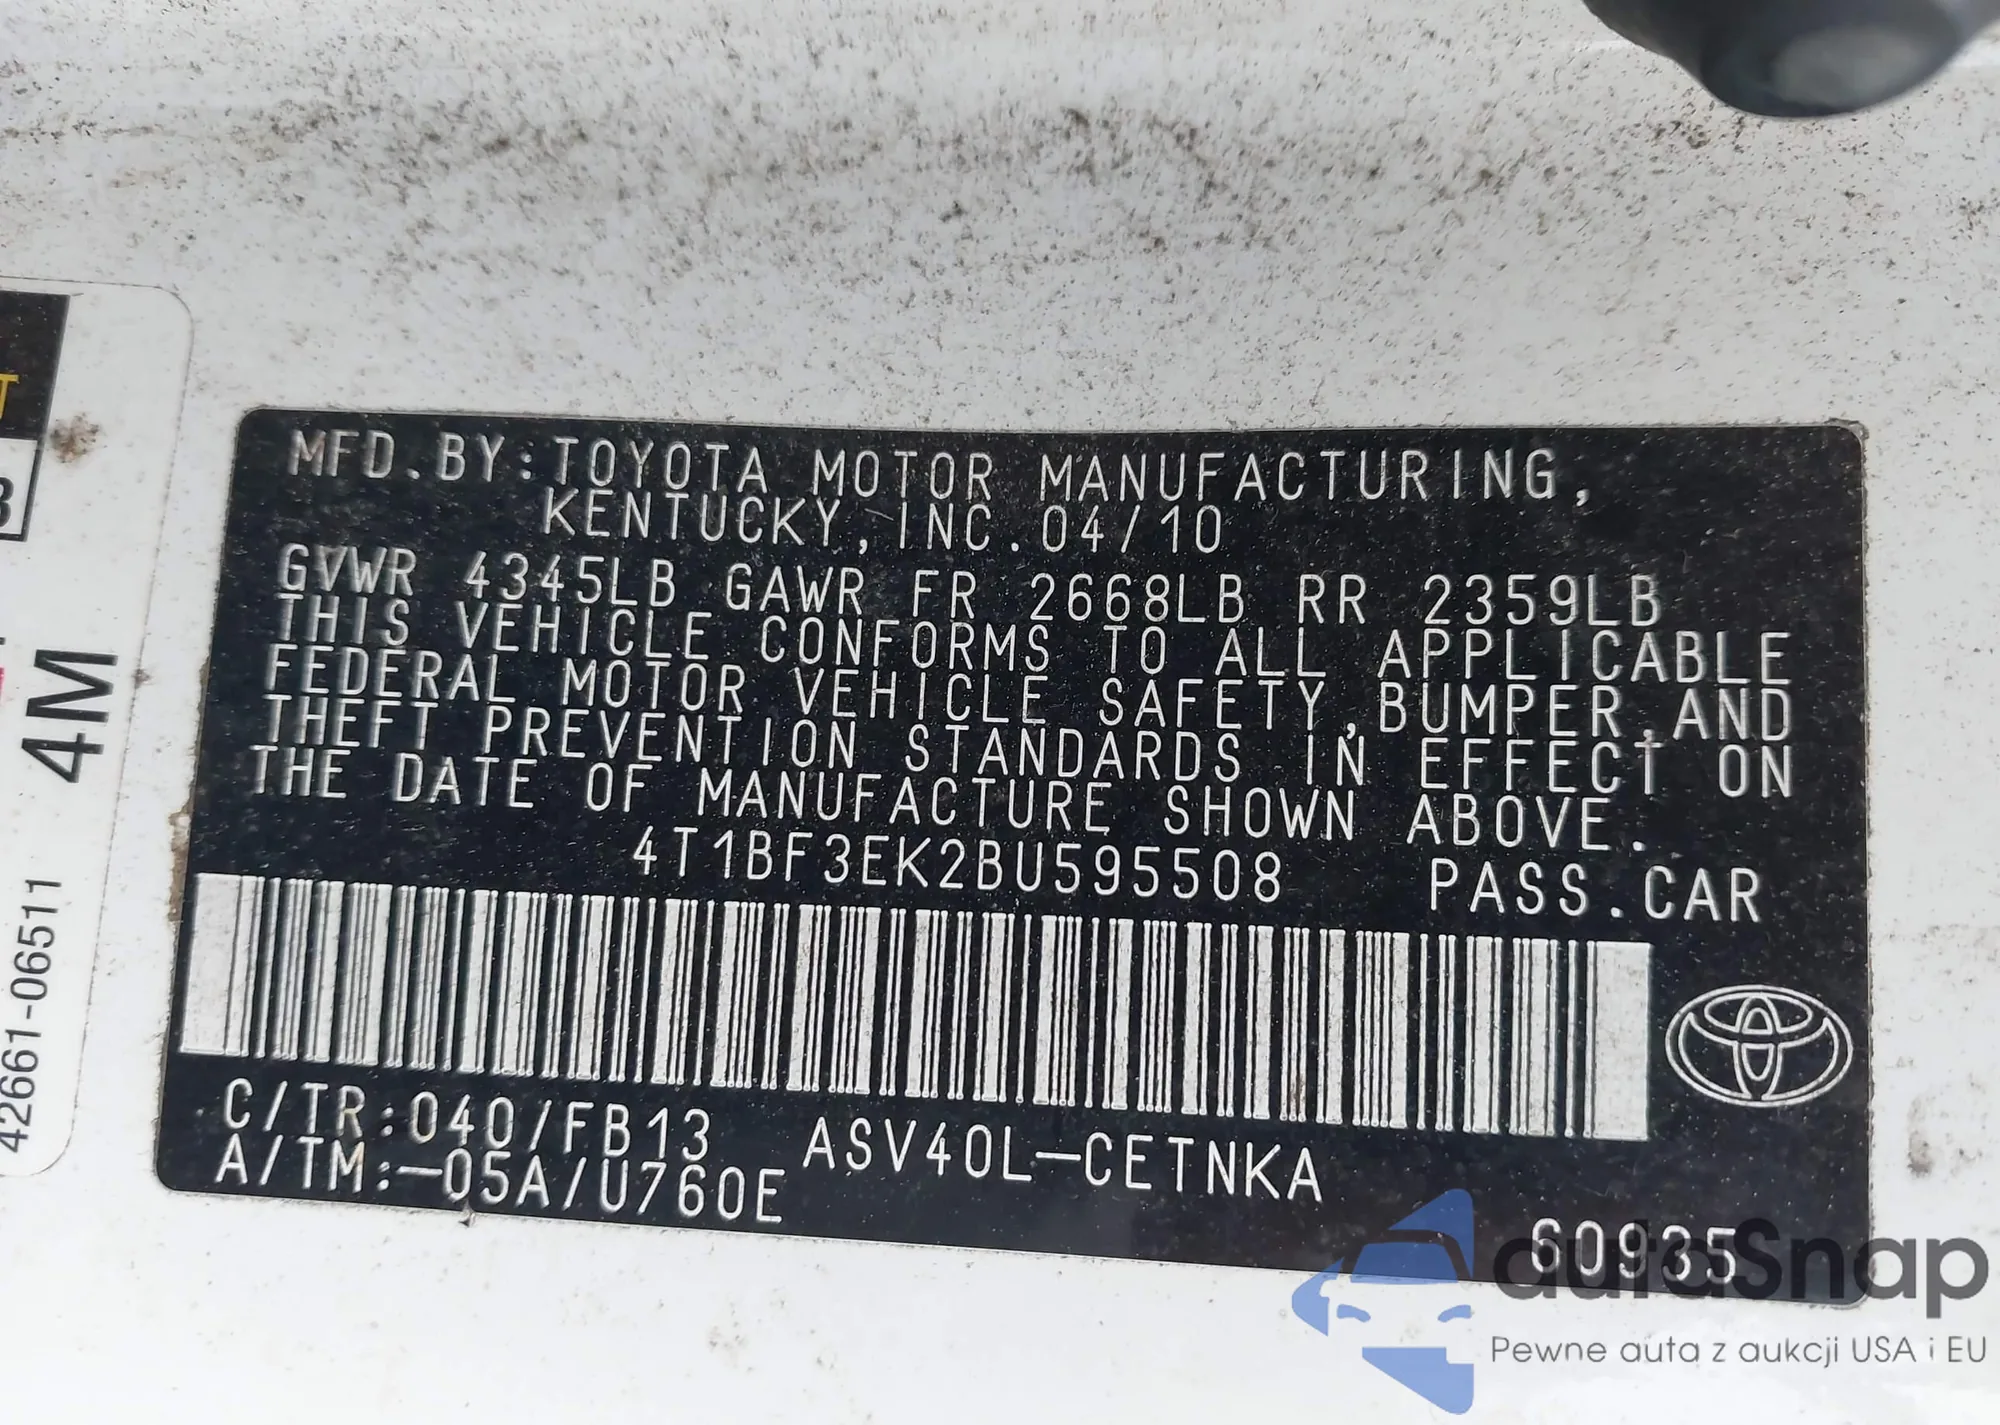 MFD.BY:TOYOTA MOTOR MANUFACTURING,
KENTUCKY, INC. 04/10
GVWR 4345LB GAWR FR 2668LB RR 2359LB
THIS VEHICLE CONFORMS TO ALL APPLICABLE
FEDERAL MOTOR VEHICLE SAFETY,BUMPER,AND
THEFT PREVENTION STANDARDS IN EFFECT ON
THE DATE OF MANUFACTURE SHOWN ABOVE.
4T1BF3EK2BU595508 PASS.CAR
C/TR:040/FB13 ASV40L-CETNKA
A/TM:-05A/U760E
60935
42661-06511
4M
autoSnap
Pewne auta z aukcji USA i EU